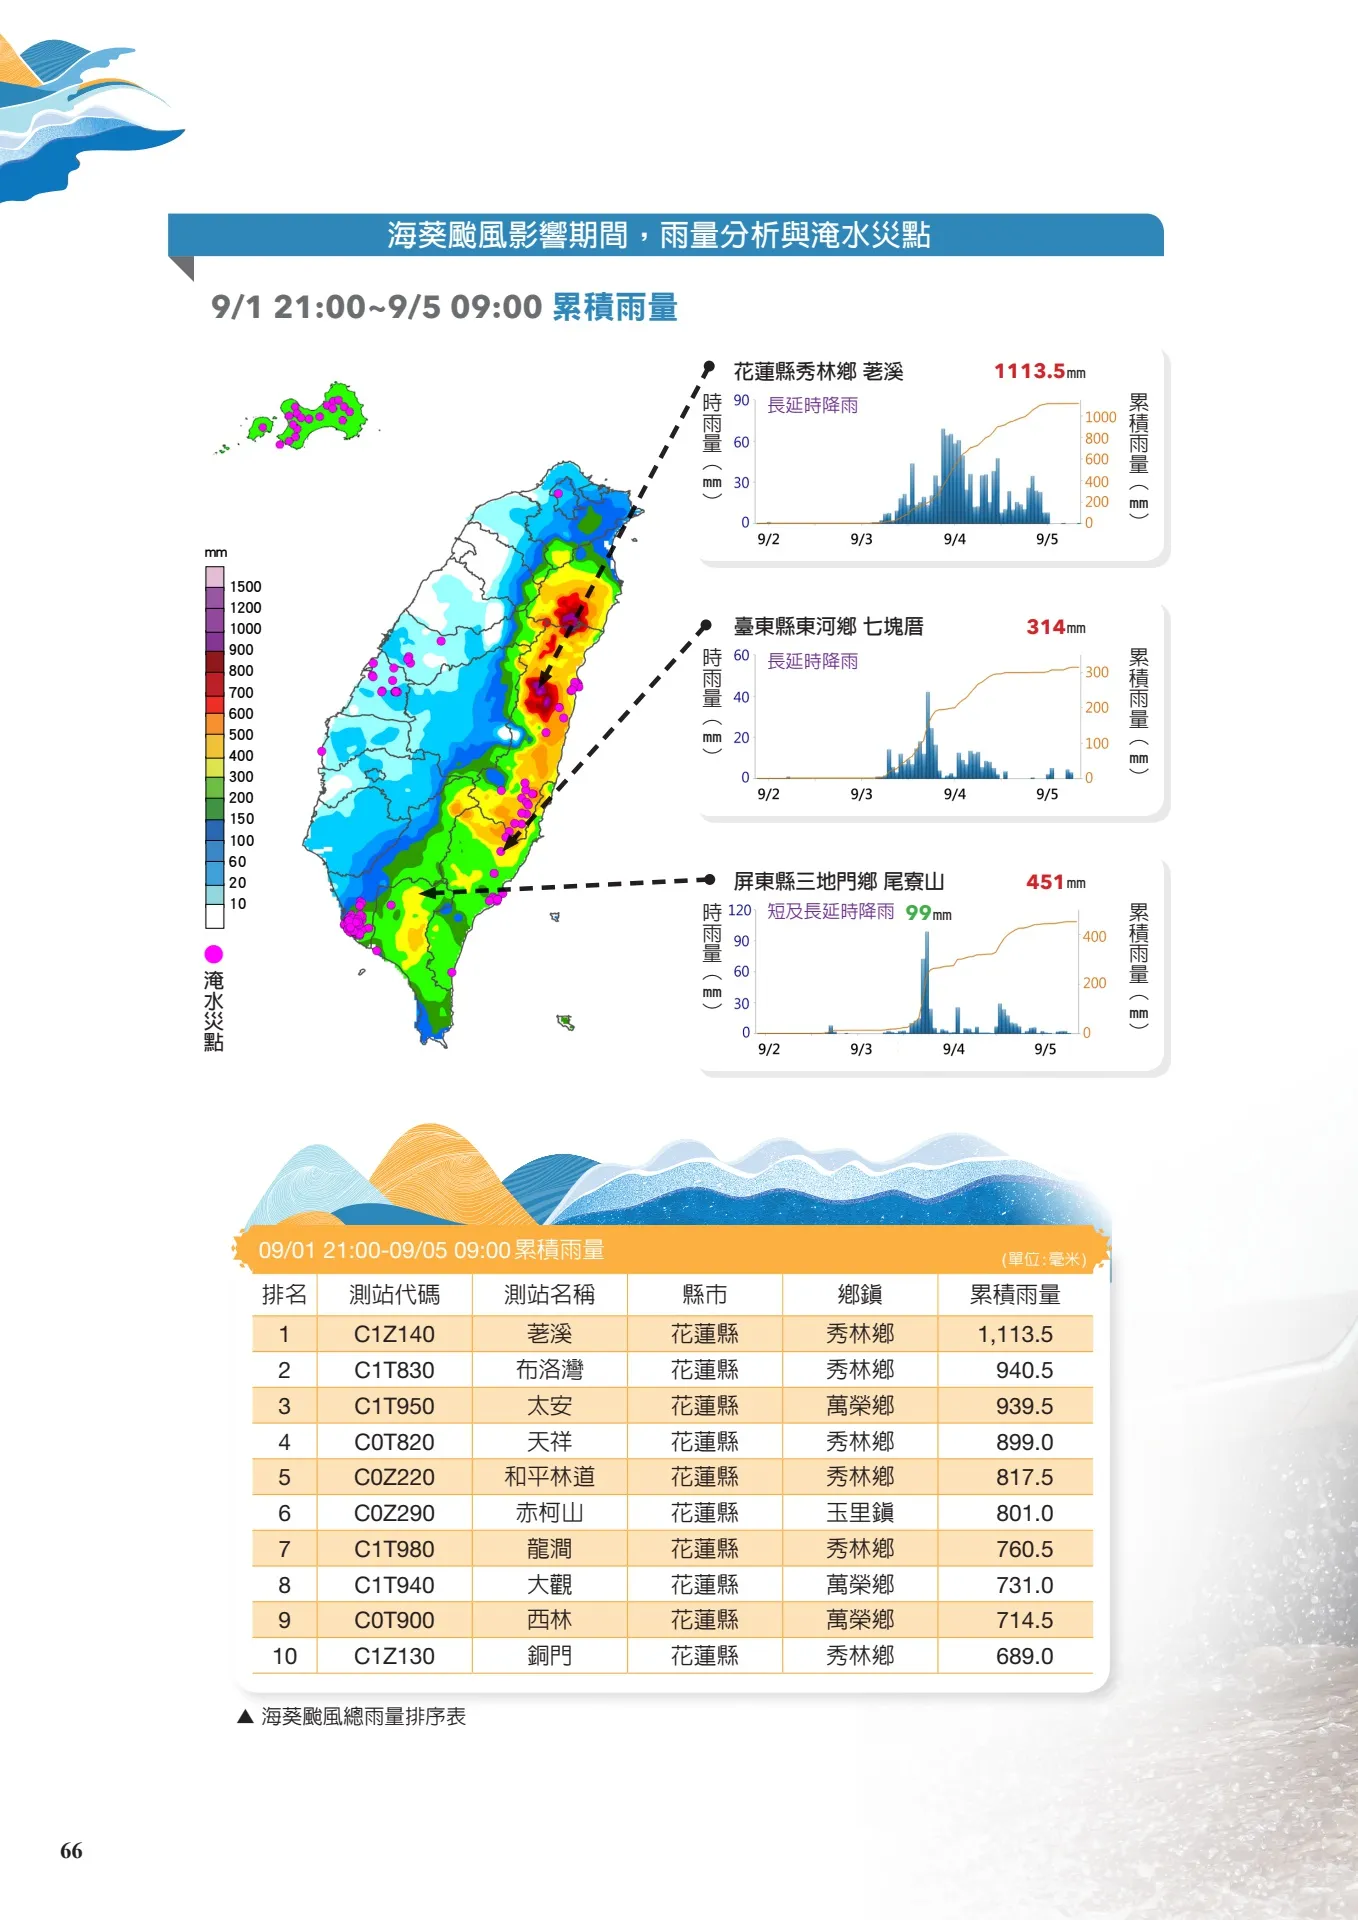 海葵颱風影響期間，雨量分析與淹水災點
9/1 21:00~9/5 09:00 累積雨量
花蓮縣秀林鄉 荖溪 1113.5mm
長延時降雨
時雨量（mm）
90
60
30
0
累積雨量（mm）
1000
800
600
400
200
0
9/2 9/3 9/4 9/5
臺東縣東河鄉 七塊厝 314mm
長延時降雨
時雨量（mm）
60
40
20
0
累積雨量（mm）
300
200
100
0
9/2 9/3 9/4 9/5
屏東縣三地門鄉 尾寮山 451mm
短及長延時降雨 99mm
時雨量（mm）
120
90
60
30
0
累積雨量（mm）
400
200
0
9/2 9/3 9/4 9/5
mm
1500
1200
1000
900
800
700
600
500
400
300
200
150
100
60
20
10
淹水災點
09/01 21:00-09/05 09:00累積雨量
(單位:毫米)
排名 測站代碼 測站名稱 縣市 鄉鎮 累積雨量
1 C1Z140 荖溪 花蓮縣 秀林鄉 1,113.5
2 C1T830 布洛灣 花蓮縣 秀林鄉 940.5
3 C1T950 太安 花蓮縣 萬榮鄉 939.5
4 C0T820 天祥 花蓮縣 秀林鄉 899.0
5 C0Z220 和平林道 花蓮縣 秀林鄉 817.5
6 C0Z290 赤柯山 花蓮縣 玉里鎮 801.0
7 C1T980 龍澗 花蓮縣 秀林鄉 760.5
8 C1T940 大觀 花蓮縣 萬榮鄉 731.0
9 C0T900 西林 花蓮縣 萬榮鄉 714.5
10 C1Z130 銅門 花蓮縣 秀林鄉 689.0
▲ 海葵颱風總雨量排序表
66